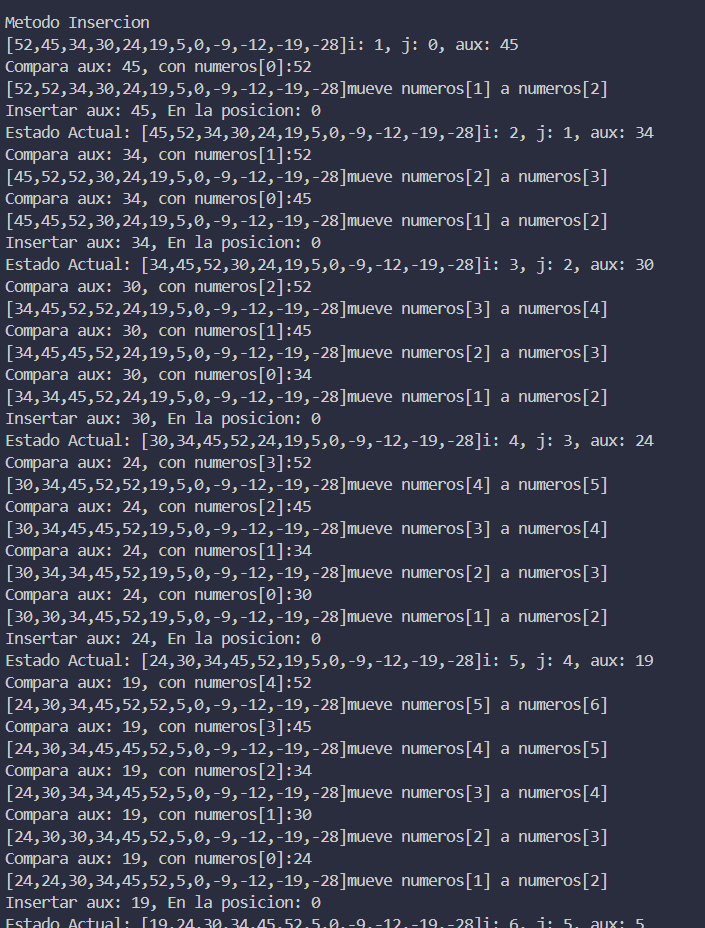 Metodo Insercion
[52,45,34,30,24,19,5,0,-9,-12,-19,-28]i: 1, j: 0, aux: 45
Compara aux: 45, con numeros[0]:52
[52,52,34,30,24,19,5,0,-9,-12,-19,-28]mueve numeros[1] a numeros[2]
Insertar aux: 45, En la posicion: 0
Estado Actual: [45,52,34,30,24,19,5,0,-9,-12,-19,-28]i: 2, j: 1, aux: 34
Compara aux: 34, con numeros[1]:52
[45,52,52,30,24,19,5,0,-9,-12,-19,-28]mueve numeros[2] a numeros[3]
Compara aux: 34, con numeros[0]:45
[45,45,52,30,24,19,5,0,-9,-12,-19,-28]mueve numeros[1] a numeros[2]
Insertar aux: 34, En la posicion: 0
Estado Actual: [34,45,52,30,24,19,5,0,-9,-12,-19,-28]i: 3, j: 2, aux: 30
Compara aux: 30, con numeros[2]:52
[34,45,52,52,24,19,5,0,-9,-12,-19,-28]mueve numeros[3] a numeros[4]
Compara aux: 30, con numeros[1]:45
[34,45,45,52,24,19,5,0,-9,-12,-19,-28]mueve numeros[2] a numeros[3]
Compara aux: 30, con numeros[0]:34
[34,34,45,52,24,19,5,0,-9,-12,-19,-28]mueve numeros[1] a numeros[2]
Insertar aux: 30, En la posicion: 0
Estado Actual: [30,34,45,52,24,19,5,0,-9,-12,-19,-28]i: 4, j: 3, aux: 24
Compara aux: 24, con numeros[3]:52
[30,34,45,52,52,19,5,0,-9,-12,-19,-28]mueve numeros[4] a numeros[5]
Compara aux: 24, con numeros[2]:45
[30,34,45,45,52,19,5,0,-9,-12,-19,-28]mueve numeros[3] a numeros[4]
Compara aux: 24, con numeros[1]:34
[30,34,34,45,52,19,5,0,-9,-12,-19,-28]mueve numeros[2] a numeros[3]
Compara aux: 24, con numeros[0]:30
[30,30,34,45,52,19,5,0,-9,-12,-19,-28]mueve numeros[1] a numeros[2]
Insertar aux: 24, En la posicion: 0
Estado Actual: [24,30,34,45,52,19,5,0,-9,-12,-19,-28]i: 5, j: 4, aux: 19
Compara aux: 19, con numeros[4]:52
[24,30,34,45,52,52,5,0,-9,-12,-19,-28]mueve numeros[5] a numeros[6]
Compara aux: 19, con numeros[3]:45
[24,30,34,45,45,52,5,0,-9,-12,-19,-28]mueve numeros[4] a numeros[5]
Compara aux: 19, con numeros[2]:34
[24,30,34,34,45,52,5,0,-9,-12,-19,-28]mueve numeros[3] a numeros[4]
Compara aux: 19, con numeros[1]:30
[24,30,30,34,45,52,5,0,-9,-12,-19,-28]mueve numeros[2] a numeros[3]
Compara aux: 19, con numeros[0]:24
[24,24,30,34,45,52,5,0,-9,-12,-19,-28]mueve numeros[1] a numeros[2]
Insertar aux: 19, En la posicion: 0
Estado Actual: [19,24,30,34,45,52,5,0,-9,-12,-19,-28]i: 6, j: 5, aux: 5